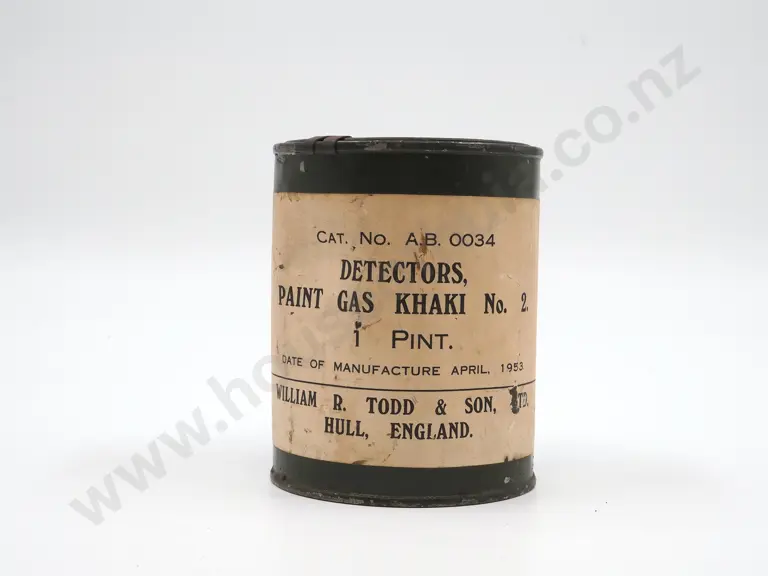 CAT. No. A.B. 0034
DETECTORS,
PAINT GAS KHAKI No. 2.
1 PINT.
DATE OF MANUFACTURE APRIL, 1953
WILLIAM R. TODD & SON, LTD.
HULL, ENGLAND.